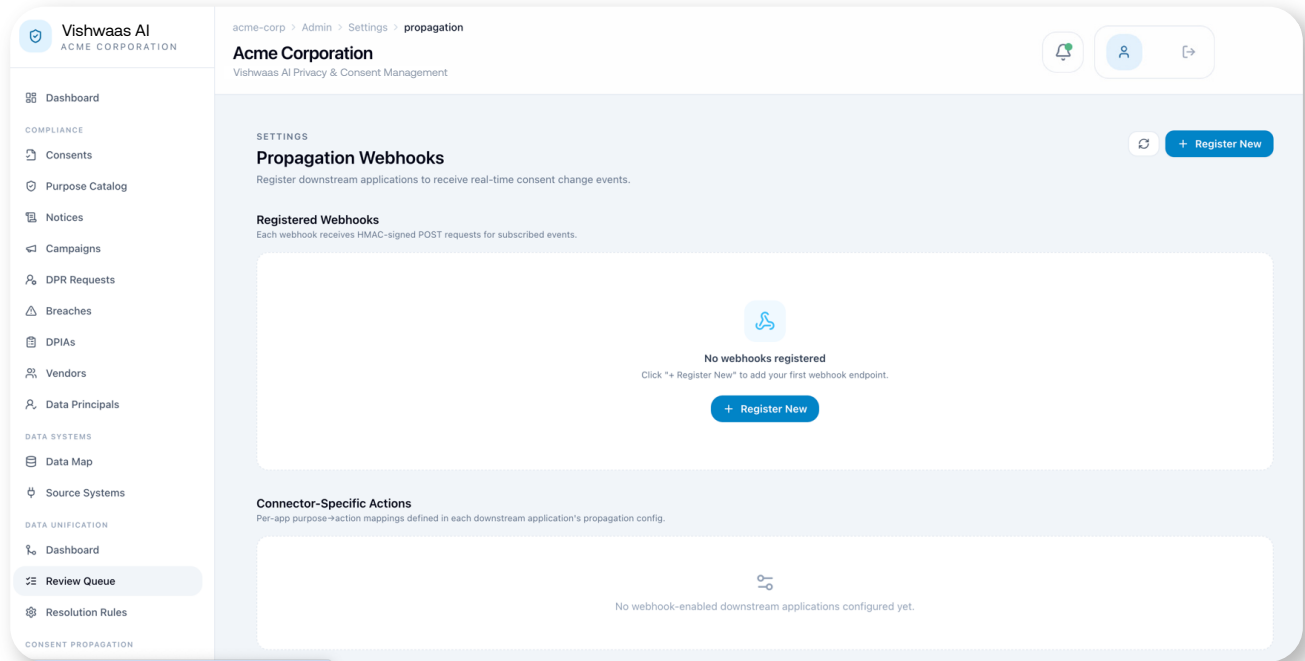 Vishwaas AI
ACME CORPORATION
Dashboard
COMPLIANCE
Consents
Purpose Catalog
Notices
Campaigns
DPR Requests
Breaches
DPIAs
Vendors
Data Principals
DATA SYSTEMS
Data Map
Source Systems
DATA UNIFICATION
Dashboard
Review Queue
Resolution Rules
CONSENT PROPAGATION
acme-corp > Admin > Settings > propagation
Acme Corporation
Vishwaas AI Privacy & Consent Management
SETTINGS
Propagation Webhooks
Register downstream applications to receive real-time consent change events.
+ Register New
Registered Webhooks
Each webhook receives HMAC-signed POST requests for subscribed events.
No webhooks registered
Click "+ Register New" to add your first webhook endpoint.
+ Register New
Connector-Specific Actions
Per-app purpose→action mappings defined in each downstream application's propagation config.
No webhook-enabled downstream applications configured yet.